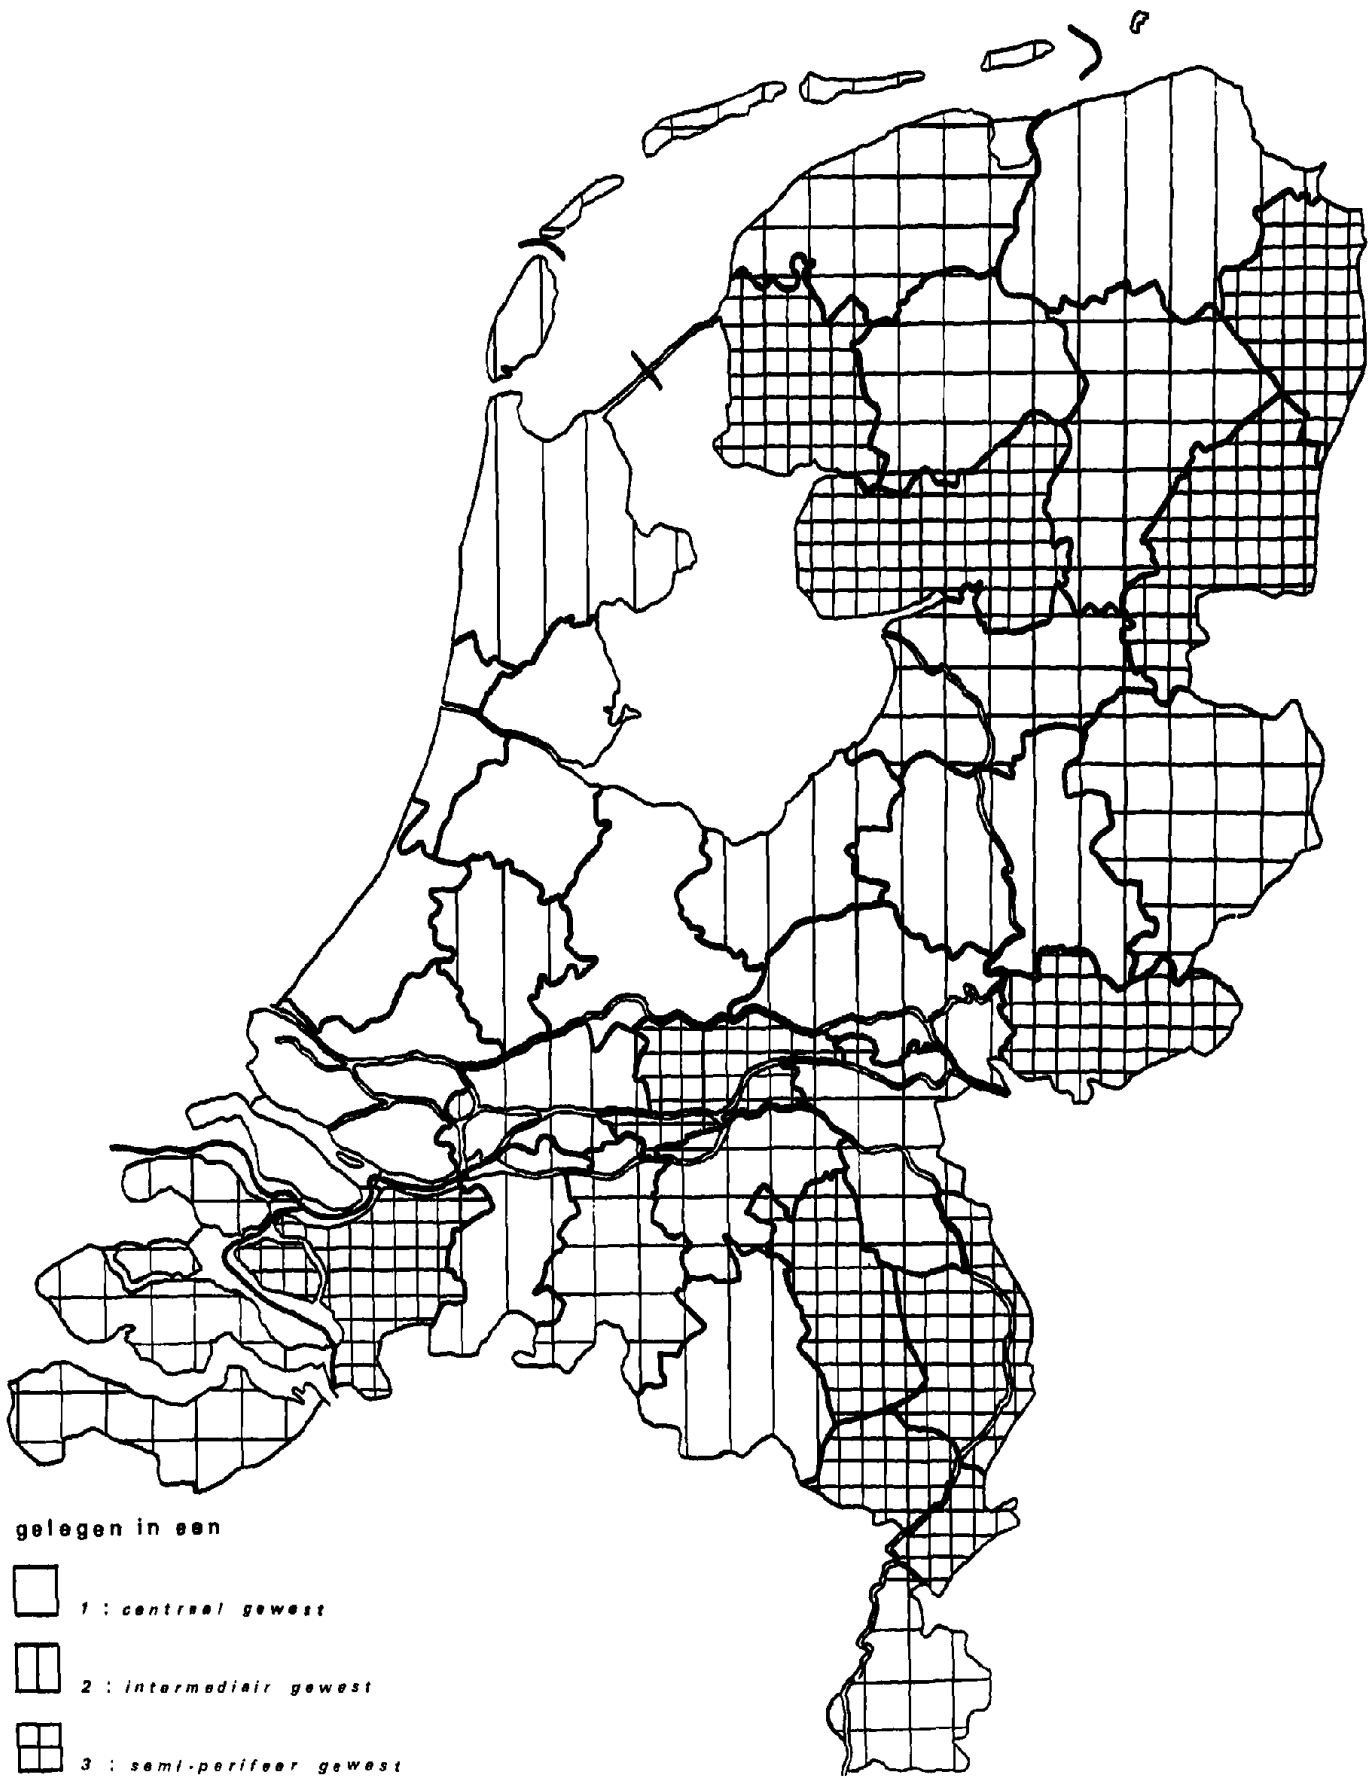 gelegen in een
1 : centraal gewest
2 : intermediair gewest
3 : semi-perifeer gewest